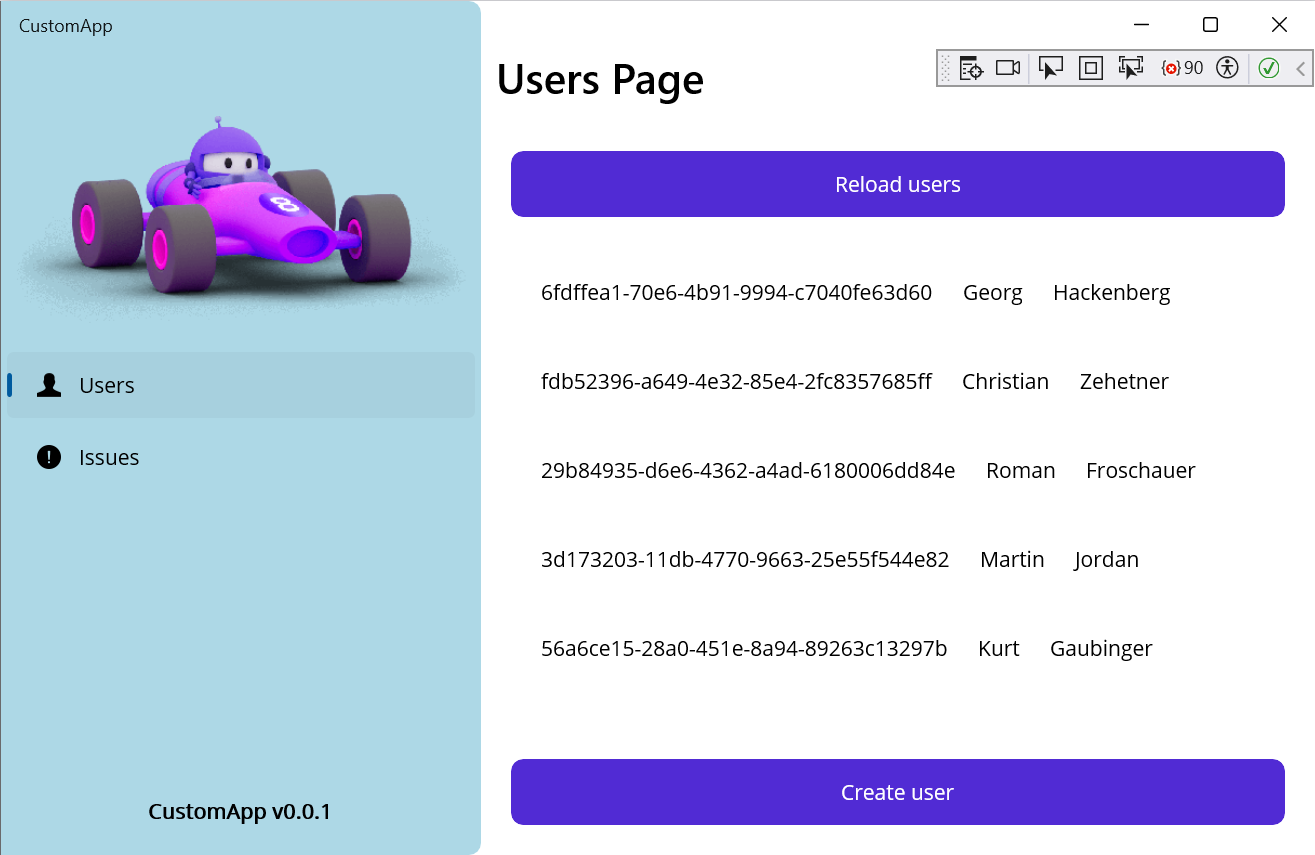 CustomApp
Users Page
90
Reload users
8
6fdffea1-70e6-4b91-9994-c7040fe63d60 Georg Hackenberg
fdb52396-a649-4e32-85e4-2fc8357685ff Christian Zehetner
Users
Issues
29b84935-d6e6-4362-a4ad-6180006dd84e Roman Froschauer
3d173203-11db-4770-9663-25e55f544e82 Martin Jordan
56a6ce15-28a0-451e-8a94-89263c13297b Kurt Gaubinger
Create user
CustomApp v0.0.1